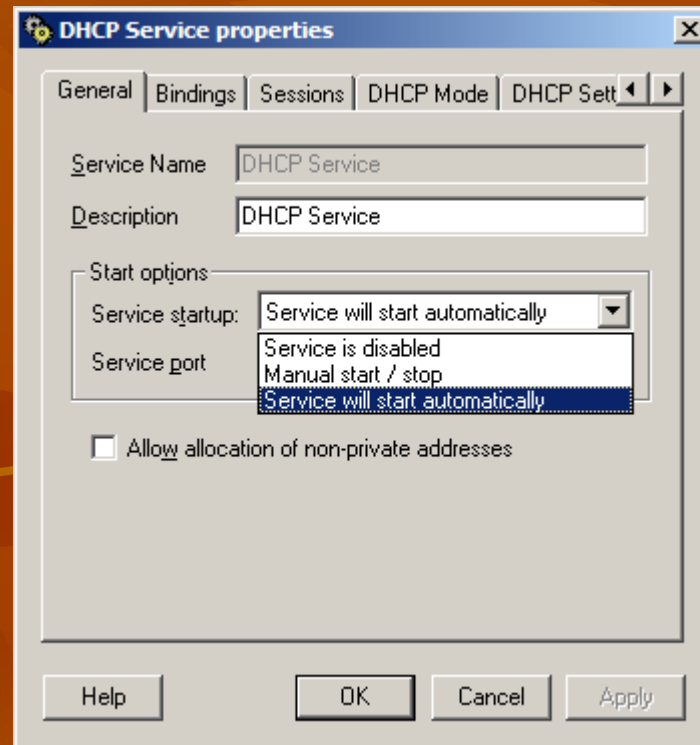 DHCP Service properties
General Bindings Sessions DHCP Mode DHCP Sett
Service Name DHCP Service
Description DHCP Service
Start options
Service startup: Service will start automatically
Service is disabled
Service port Manual start / stop
Service will start automatically
Allow allocation of non-private addresses
Help OK Cancel Apply